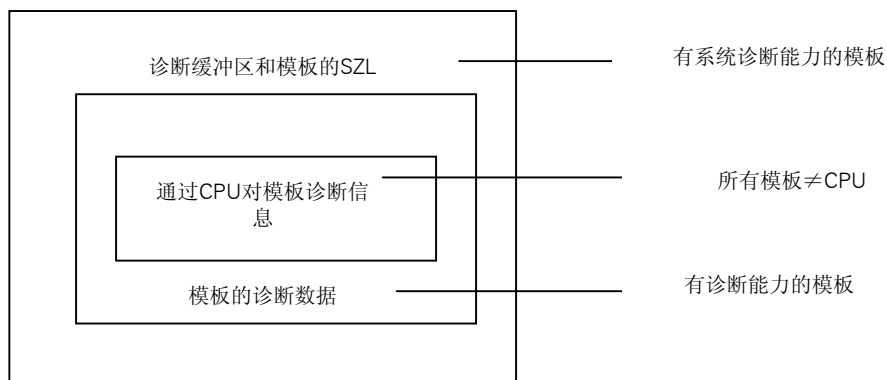 诊断缓冲区和模板的SZL
有系统诊断能力的模板
通过CPU对模板诊断信
息
所有模板≠CPU
模板的诊断数据
有诊断能力的模板